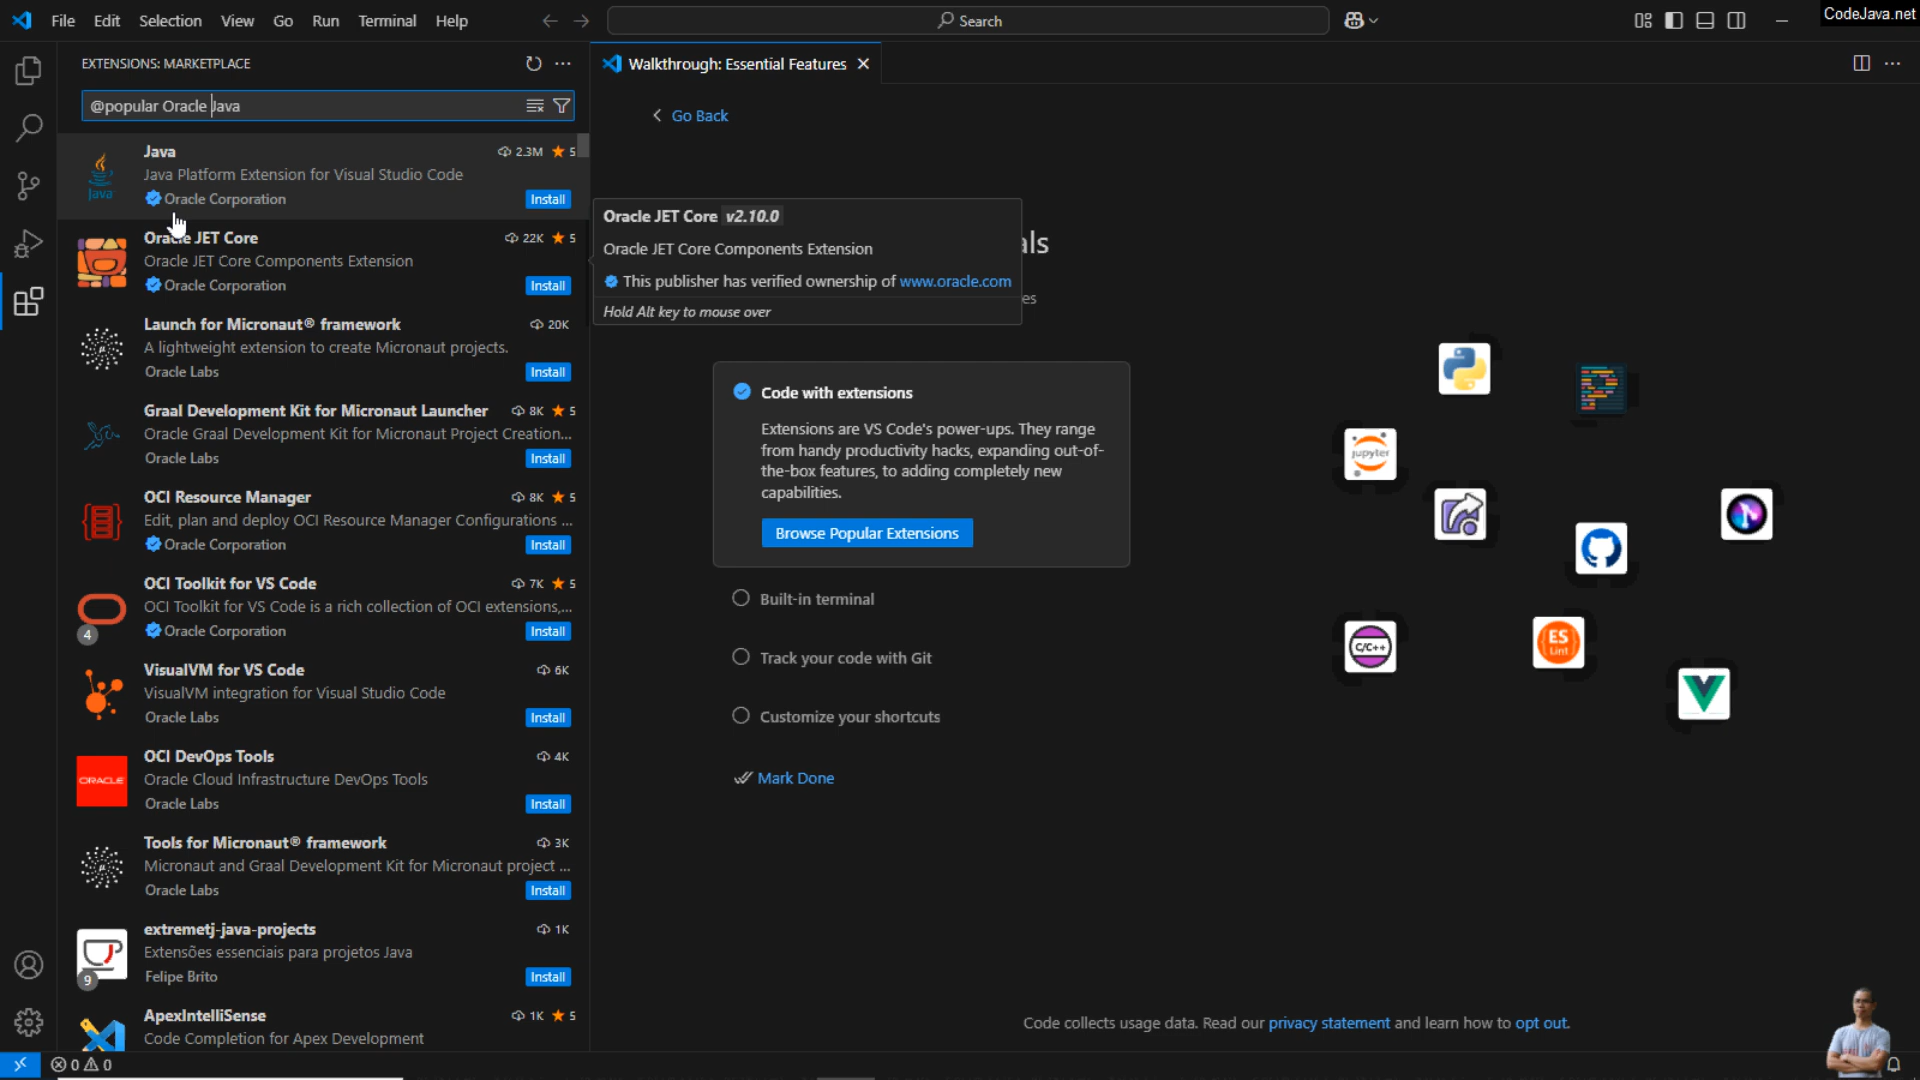 File Edit Selection View Go Run Terminal Help
Search
CodeJava.net
EXTENSIONS: MARKETPLACE
@popular Oracle Java
Java 2.3M 5
Java Platform Extension for Visual Studio Code
Oracle Corporation Install
Oracle JET Core 22K 5
Oracle JET Core Components Extension
Oracle Corporation Install
Launch for Micronaut® framework 20K
A lightweight extension to create Micronaut projects.
Oracle Labs Install
Graal Development Kit for Micronaut Launcher 8K 5
Oracle Graal Development Kit for Micronaut Project Creation...
Oracle Labs Install
OCI Resource Manager 8K 5
Edit, plan and deploy OCI Resource Manager Configurations ...
Oracle Corporation Install
OCI Toolkit for VS Code 7K 5
OCI Toolkit for VS Code is a rich collection of OCI extensions,...
4
Oracle Corporation Install
VisualVM for VS Code 6K
VisualVM integration for Visual Studio Code
Oracle Labs Install
OCI DevOps Tools 4K
ORACLE
Oracle Cloud Infrastructure DevOps Tools
Oracle Labs Install
Tools for Micronaut® framework 3K
Micronaut and Graal Development Kit for Micronaut project ...
Oracle Labs Install
extremetj-java-projects 1K
Extensões essenciais para projetos Java
9
Felipe Brito Install
ApexIntelliSense 1K 5
Code Completion for Apex Development
0 0
Walkthrough: Essential Features
Go Back
als
es
Oracle JET Core v2.10.0
Oracle JET Core Components Extension
This publisher has verified ownership of www.oracle.com
Hold Alt key to mouse over
Code with extensions
Extensions are VS Code's power-ups. They range
from handy productivity hacks, expanding out-of-
the-box features, to adding completely new
capabilities.
Browse Popular Extensions
Built-in terminal
Track your code with Git
Customize your shortcuts
Mark Done
jupyter
C/C++
ES
Lint
Code collects usage data. Read our privacy statement and learn how to opt out.